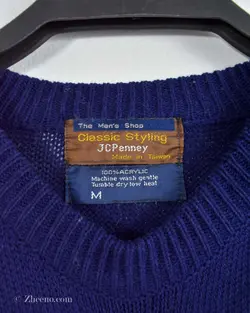 The Men's Shop
Classic Styling
JCPenney
Made in Taiwan
100% ACRYLIC
Machine wash gentle
Tumble dry low heat
M
Zheeno.com